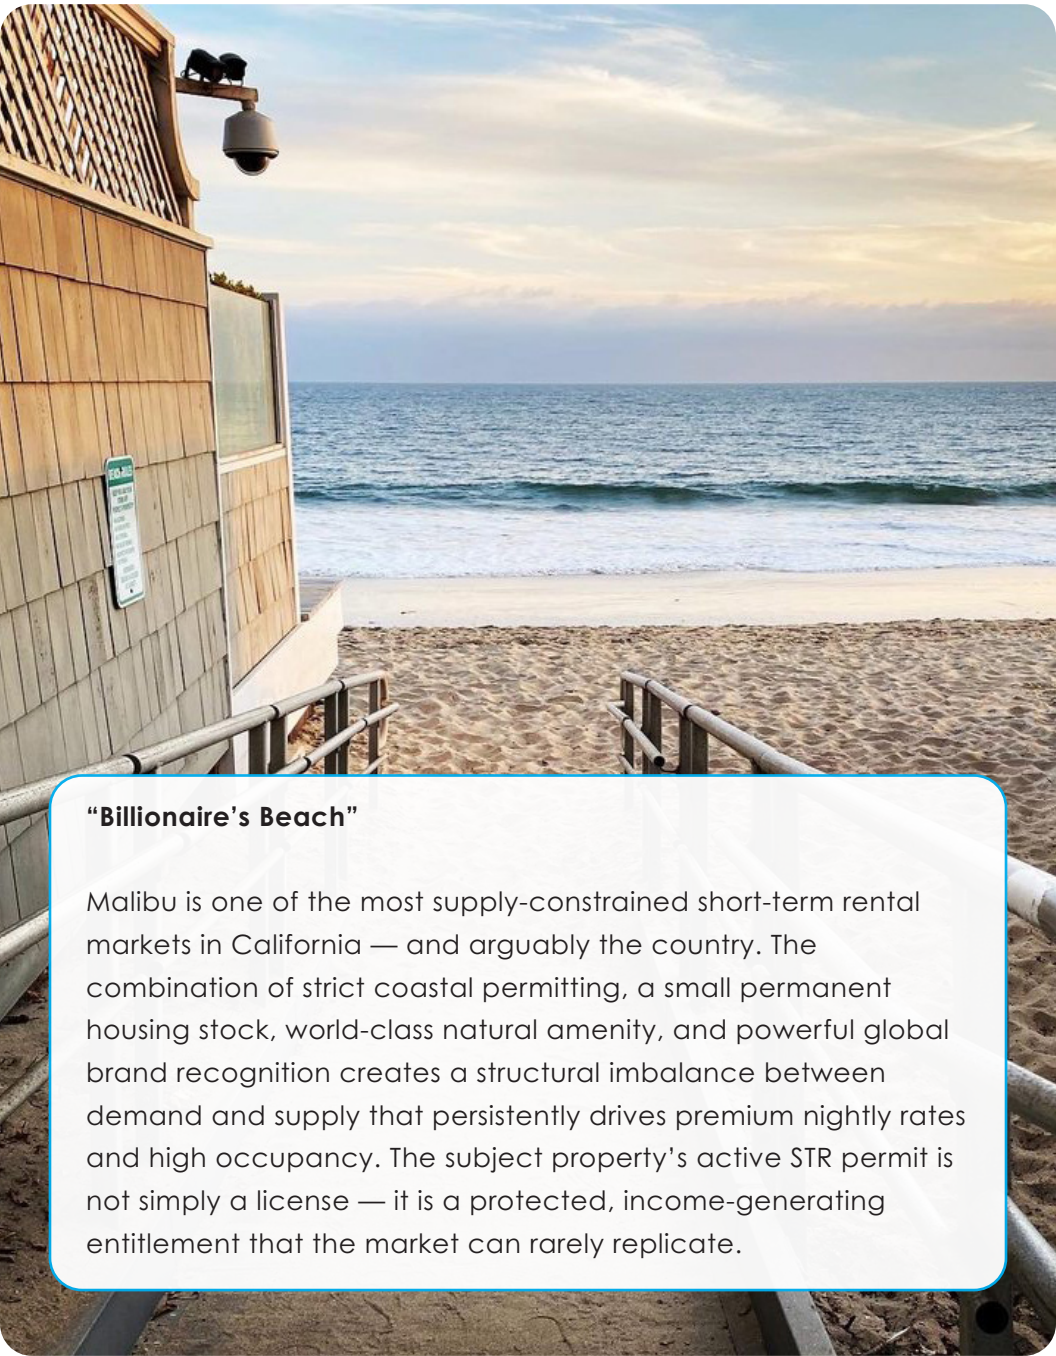 BEACH RULES
“Billionaire’s Beach”
Malibu is one of the most supply-constrained short-term rental
markets in California — and arguably the country. The
combination of strict coastal permitting, a small permanent
housing stock, world-class natural amenity, and powerful global
brand recognition creates a structural imbalance between
demand and supply that persistently drives premium nightly rates
and high occupancy. The subject property’s active STR permit is
not simply a license — it is a protected, income-generating
entitlement that the market can rarely replicate.